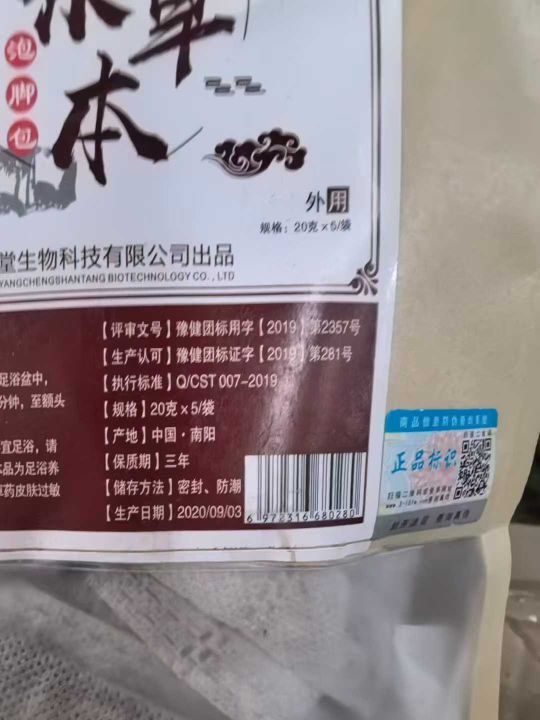 草
本
泡
脚
包
外用
规格：20克×5/袋
堂生物科技有限公司出品
YANGCHENGSHANTANG BIOTECHNOLOGY CO., LTD
【评审文号】豫健团标用字【2019】第2357号
【生产认可】豫健团标证字【2019】第281号
【执行标准】Q/CST 007-2019
【规格】20克×5/袋
【产地】中国·南阳
【保质期】三年
【储存方法】密封、防潮
【生产日期】2020/09/03
足浴盆中，
分钟，至额头
宜足浴，请
本品为足浴养
草药皮肤过敏
6 972316 680280
商品信息防伪查询系统
正品标识